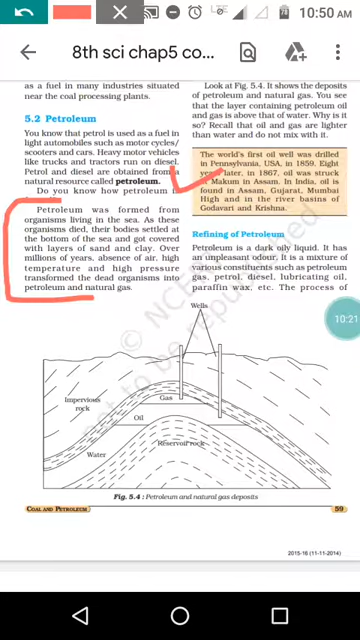 10:50 AM
78
8th sci chap5 co...
as a fuel in many industries situated
near the coal processing plants.
5.2 Petroleum
You know that petrol is used as a fuel in
light automobiles such as motor cycles/
scooters and cars. Heavy motor vehicles
like trucks and tractors run on diesel.
Petrol and diesel are obtained from a
natural resource called petroleum.
Do you know how petroleum is
Petroleum was formed from
organisms living in the sea. As these
organisms died, their bodies settled at
the bottom of the sea and got covered
with layers of sand and clay. Over
millions of years, absence of air, high
temperature and high pressure
transformed the dead organisms into
petroleum and natural gas.
Look at Fig. 5.4. It shows the deposits
of petroleum and natural gas. You see
that the layer containing petroleum oil
and gas is above that of water. Why is it
so? Recall that oil and gas are lighter
than water and do not mix with it.
The world's first oil well was drilled
in Pennsylvania, USA, in 1859. Eight
years later, in 1867, oil was struck
at Makum in Assam. In India, oil is
found in Assam, Gujarat, Mumbai
High and in the river basins of
Godavari and Krishna.
Refining of Petroleum
Petroleum is a dark oily liquid. It has
an unpleasant odour. It is a mixture of
various constituents such as petroleum
gas, petrol, diesel, lubricating oil,
paraffin wax, etc. The process of
10:21
Wells
Impervious
rock
Gas
Oil
Water
Reservoir rock
Fig. 5.4 : Petroleum and natural gas deposits
COAL AND PETROLEUM
59
2015-16 (11-11-2014)
not to be republished